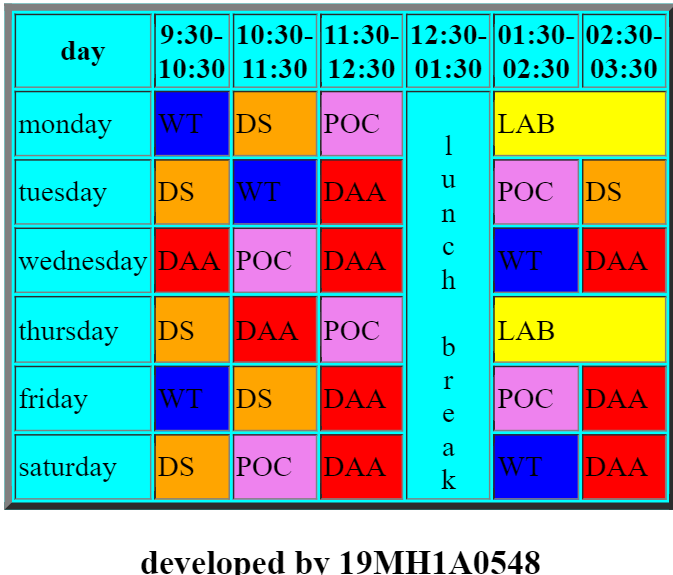 day 9:30-10:30 10:30-11:30 11:30-12:30 12:30-01:30 01:30-02:30 02:30-03:30
monday WT DS POC lunch break LAB
tuesday DS WT DAA POC DS
wednesday DAA POC DAA WT DAA
thursday DS DAA POC LAB
friday WT DS DAA POC DAA
saturday DS POC DAA WT DAA
developed by 19MH1A0548